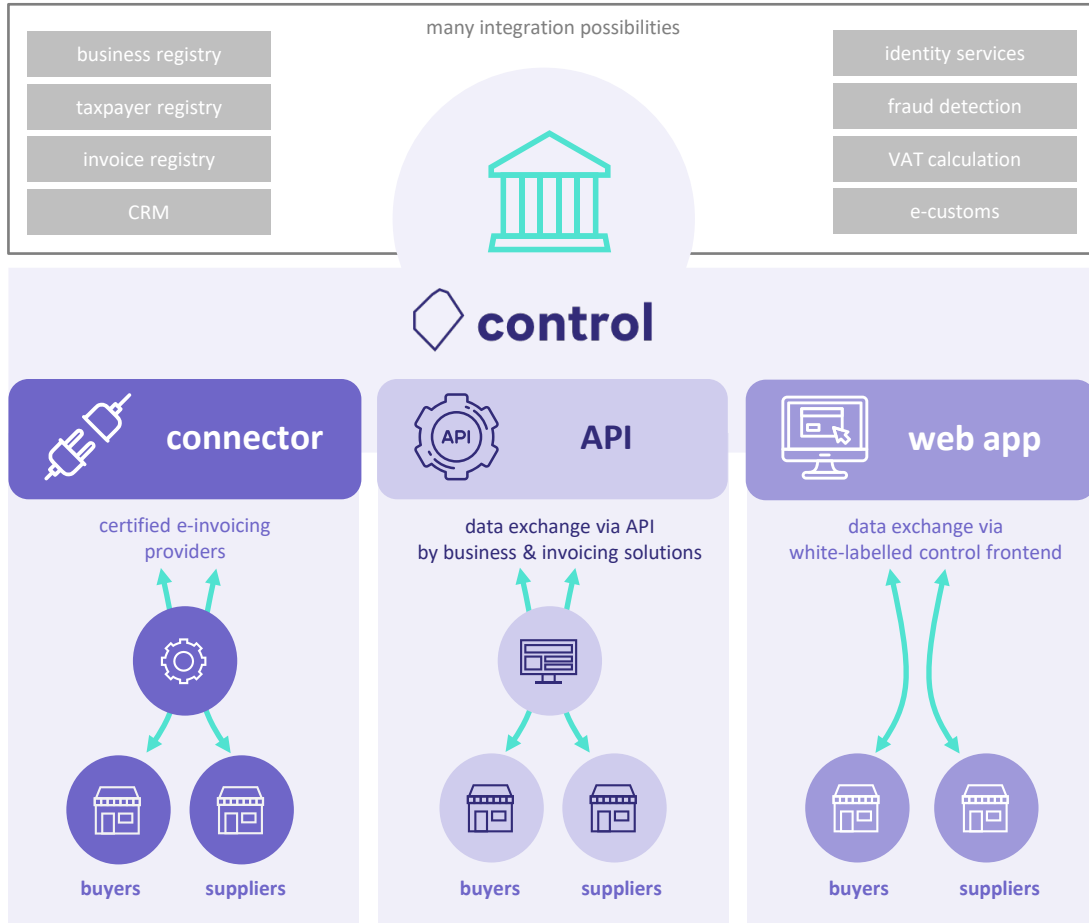 many integration possibilities
business registry
taxpayer registry
invoice registry
CRM
identity services
fraud detection
VAT calculation
e-customs
control
connector
API
API
web app
certified e-invoicing
providers
data exchange via API
by business & invoicing solutions
data exchange via
white-labelled control frontend
buyers
suppliers
buyers
suppliers
buyers
suppliers